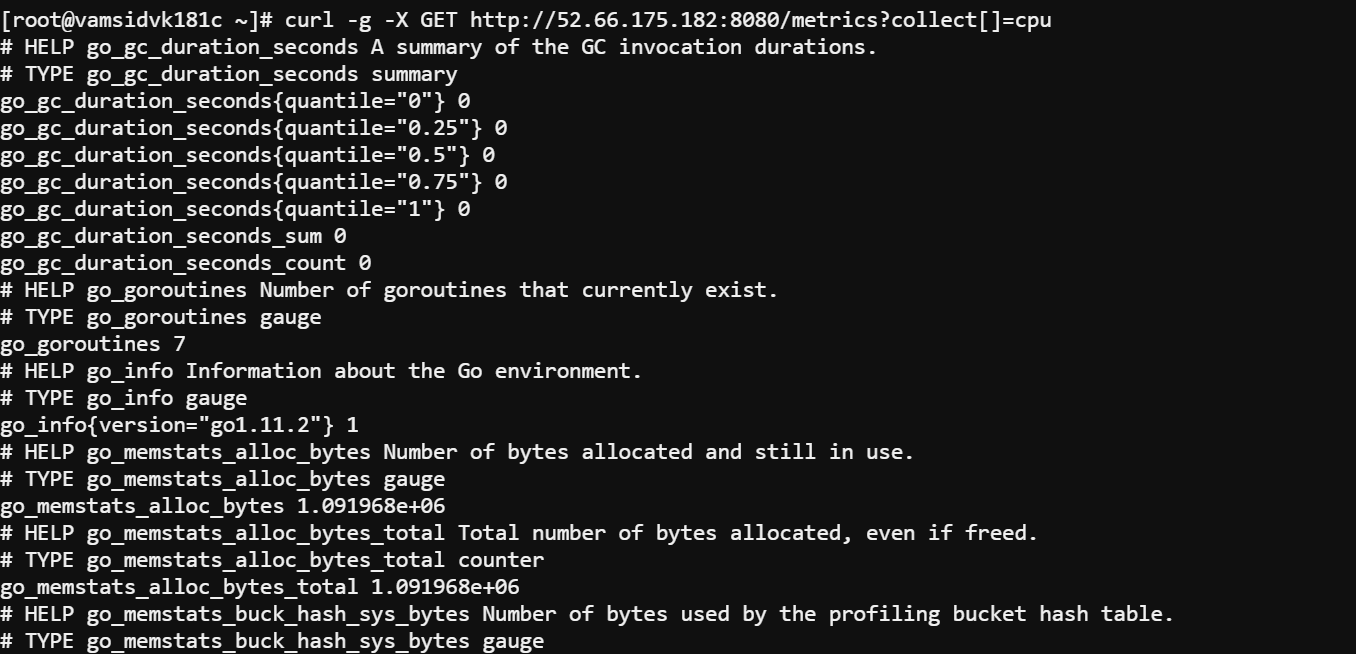 [root@vamsidvk181c ~]# curl -g -X GET http://52.66.175.182:8080/metrics?collect[]=cpu
# HELP go_gc_duration_seconds A summary of the GC invocation durations.
# TYPE go_gc_duration_seconds summary
go_gc_duration_seconds{quantile="0"} 0
go_gc_duration_seconds{quantile="0.25"} 0
go_gc_duration_seconds{quantile="0.5"} 0
go_gc_duration_seconds{quantile="0.75"} 0
go_gc_duration_seconds{quantile="1"} 0
go_gc_duration_seconds_sum 0
go_gc_duration_seconds_count 0
# HELP go_goroutines Number of goroutines that currently exist.
# TYPE go_goroutines gauge
go_goroutines 7
# HELP go_info Information about the Go environment.
# TYPE go_info gauge
go_info{version="go1.11.2"} 1
# HELP go_memstats_alloc_bytes Number of bytes allocated and still in use.
# TYPE go_memstats_alloc_bytes gauge
go_memstats_alloc_bytes 1.091968e+06
# HELP go_memstats_alloc_bytes_total Total number of bytes allocated, even if freed.
# TYPE go_memstats_alloc_bytes_total counter
go_memstats_alloc_bytes_total 1.091968e+06
# HELP go_memstats_buck_hash_sys_bytes Number of bytes used by the profiling bucket hash table.
# TYPE go_memstats_buck_hash_sys_bytes gauge